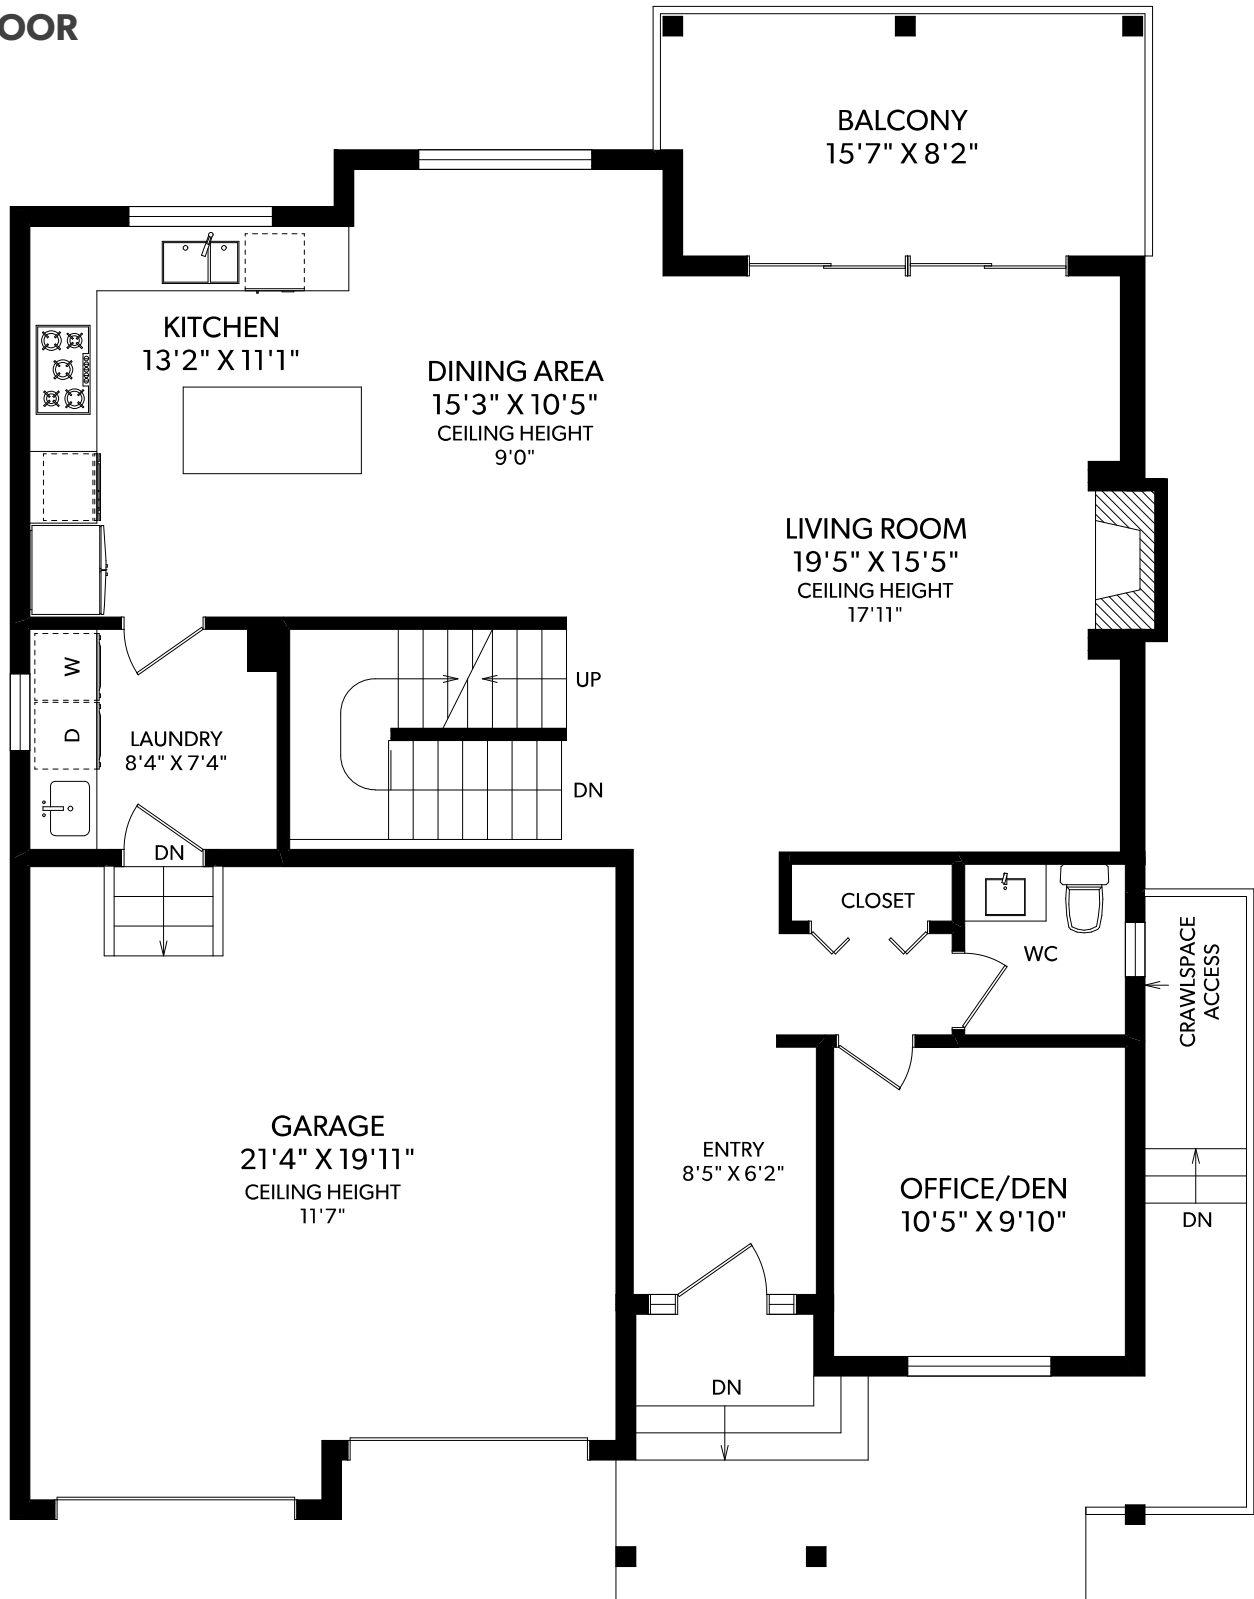 OOR
BALCONY
15'7" X 8'2"
KITCHEN
13'2" X 11'1"
DINING AREA
15'3" X 10'5"
CEILING HEIGHT
9'0"
LIVING ROOM
19'5" X 15'5"
CEILING HEIGHT
17'11"
W
D
LAUNDRY
8'4" X 7'4"
UP
DN
DN
CLOSET
WC
CRAWLSPACE
ACCESS
GARAGE
21'4" X 19'11"
CEILING HEIGHT
11'7"
ENTRY
8'5" X 6'2"
OFFICE/DEN
10'5" X 9'10"
DN
DN